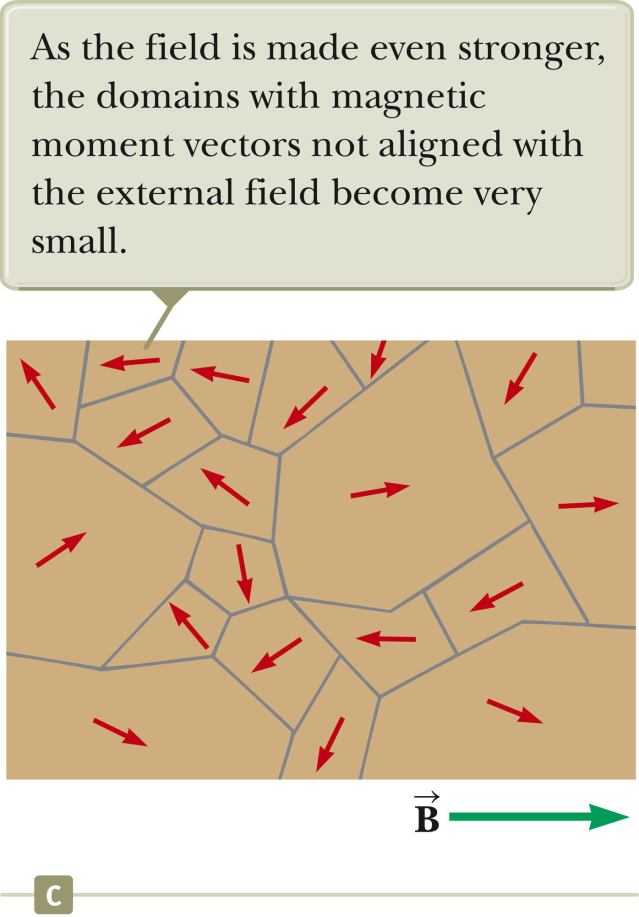 As the field is made even stronger,
the domains with magnetic
moment vectors not aligned with
the external field become very
small.
B
C